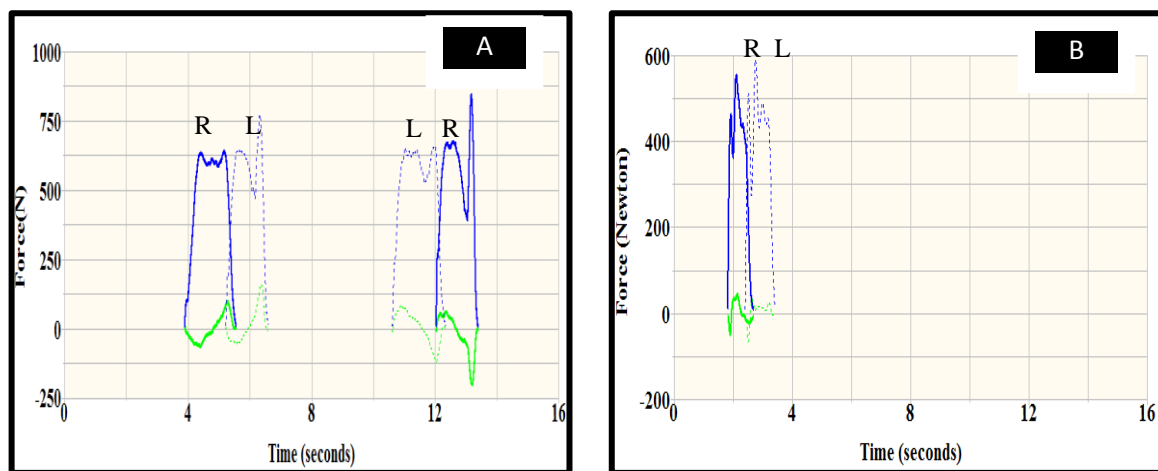 A
1000
750
500
250
0
-250
Force(N)
R L
L R
0 4 8 12 16
Time (seconds)
B
600
400
200
0
-200
Force (Newton)
R L
0 4 8 12 16
Time (seconds)